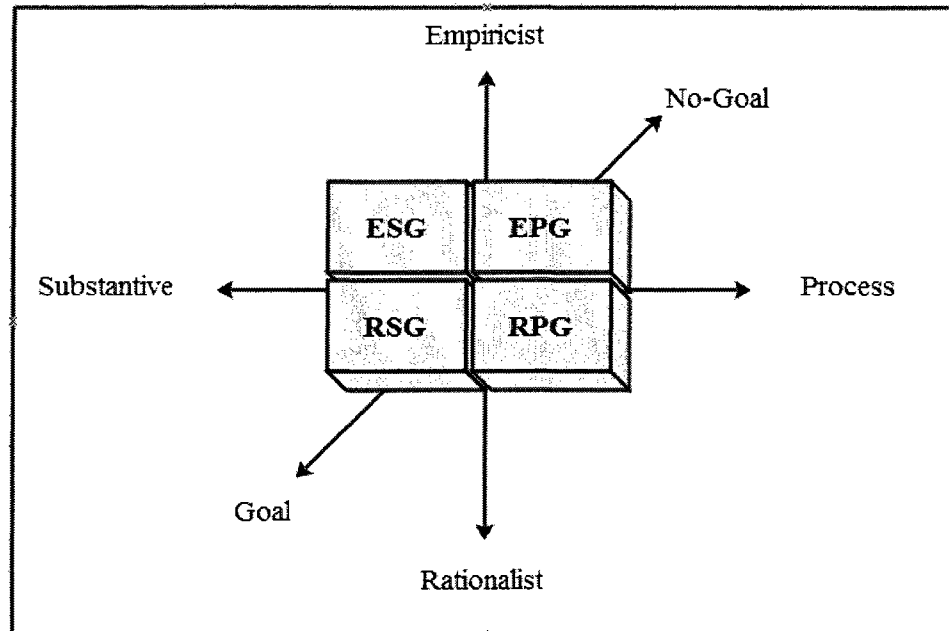 Empiricist
No-Goal
ESG EPG
Substantive Process
RSG RPG
Goal
Rationalist